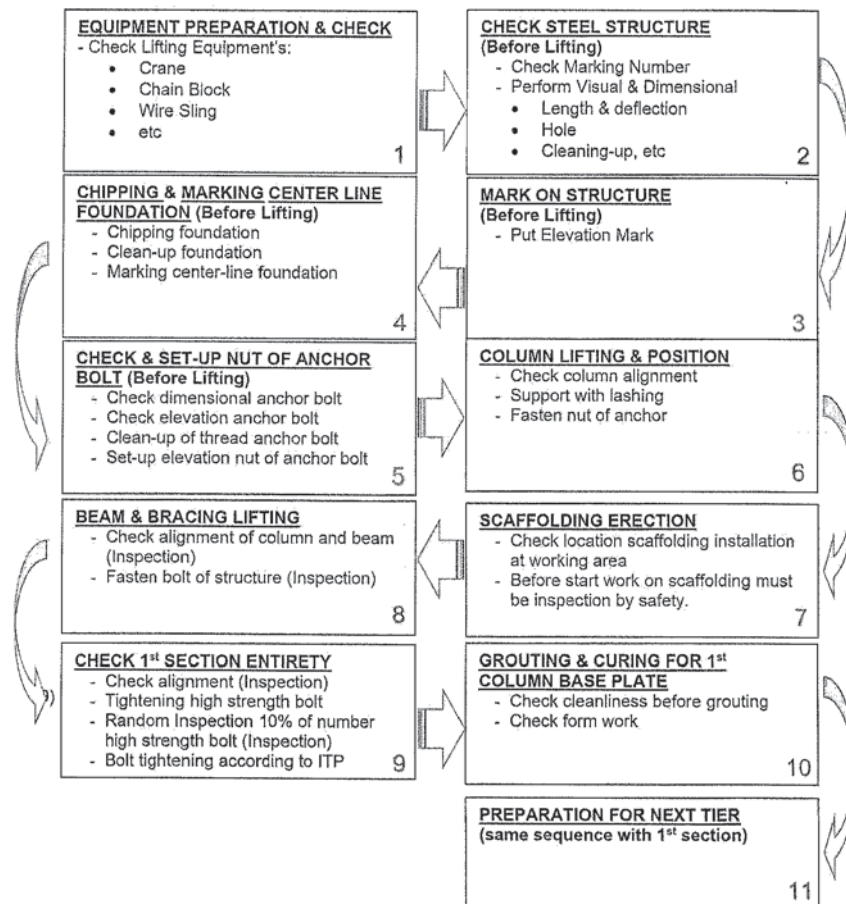 EQUIPMENT PREPARATION & CHECK
- Check Lifting Equipment's:
• Crane
• Chain Block
• Wire Sling
• etc
1
CHECK STEEL STRUCTURE
(Before Lifting)
- Check Marking Number
- Perform Visual & Dimensional
• Length & deflection
• Hole
• Cleaning-up, etc
2
MARK ON STRUCTURE
(Before Lifting)
- Put Elevation Mark
3
CHIPPING & MARKING CENTER LINE
FOUNDATION (Before Lifting)
- Chipping foundation
- Clean-up foundation
- Marking center-line foundation
4
CHECK & SET-UP NUT OF ANCHOR
BOLT (Before Lifting)
- Check dimensional anchor bolt
- Check elevation anchor bolt
- Clean-up of thread anchor bolt
- Set-up elevation nut of anchor bolt
5
COLUMN LIFTING & POSITION
- Check column alignment
- Support with lashing
- Fasten nut of anchor
6
SCAFFOLDING ERECTION
- Check location scaffolding installation
at working area
- Before start work on scaffolding must
be inspection by safety.
7
BEAM & BRACING LIFTING
- Check alignment of column and beam
(Inspection)
- Fasten bolt of structure (Inspection)
8
CHECK 1st SECTION ENTIRETY
- Check alignment (Inspection)
- Tightening high strength bolt
- Random Inspection 10% of number
high strength bolt (Inspection)
- Bolt tightening according to ITP
9
GROUTING & CURING FOR 1st
COLUMN BASE PLATE
- Check cleanliness before grouting
- Check form work
10
PREPARATION FOR NEXT TIER
(same sequence with 1st section)
11